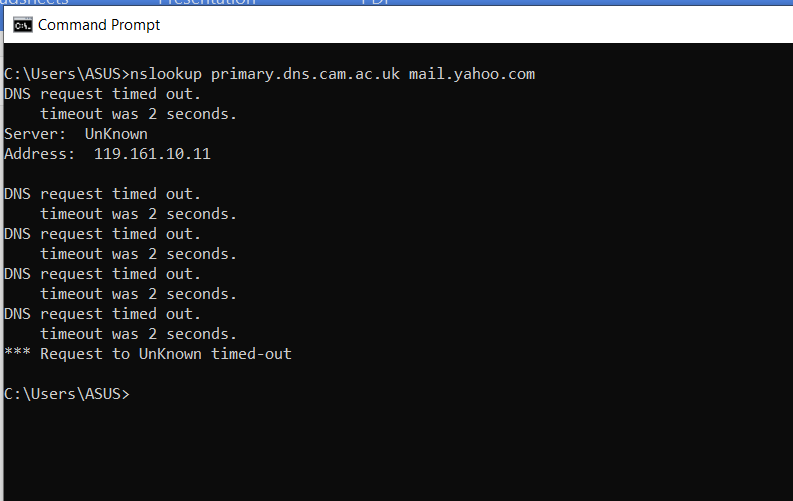 Command Prompt
C:\Users\ASUS>nslookup primary.dns.cam.ac.uk mail.yahoo.com
DNS request timed out.
    timeout was 2 seconds.
Server:  UnKnown
Address:  119.161.10.11

DNS request timed out.
    timeout was 2 seconds.
DNS request timed out.
    timeout was 2 seconds.
DNS request timed out.
    timeout was 2 seconds.
DNS request timed out.
    timeout was 2 seconds.
*** Request to UnKnown timed-out

C:\Users\ASUS>